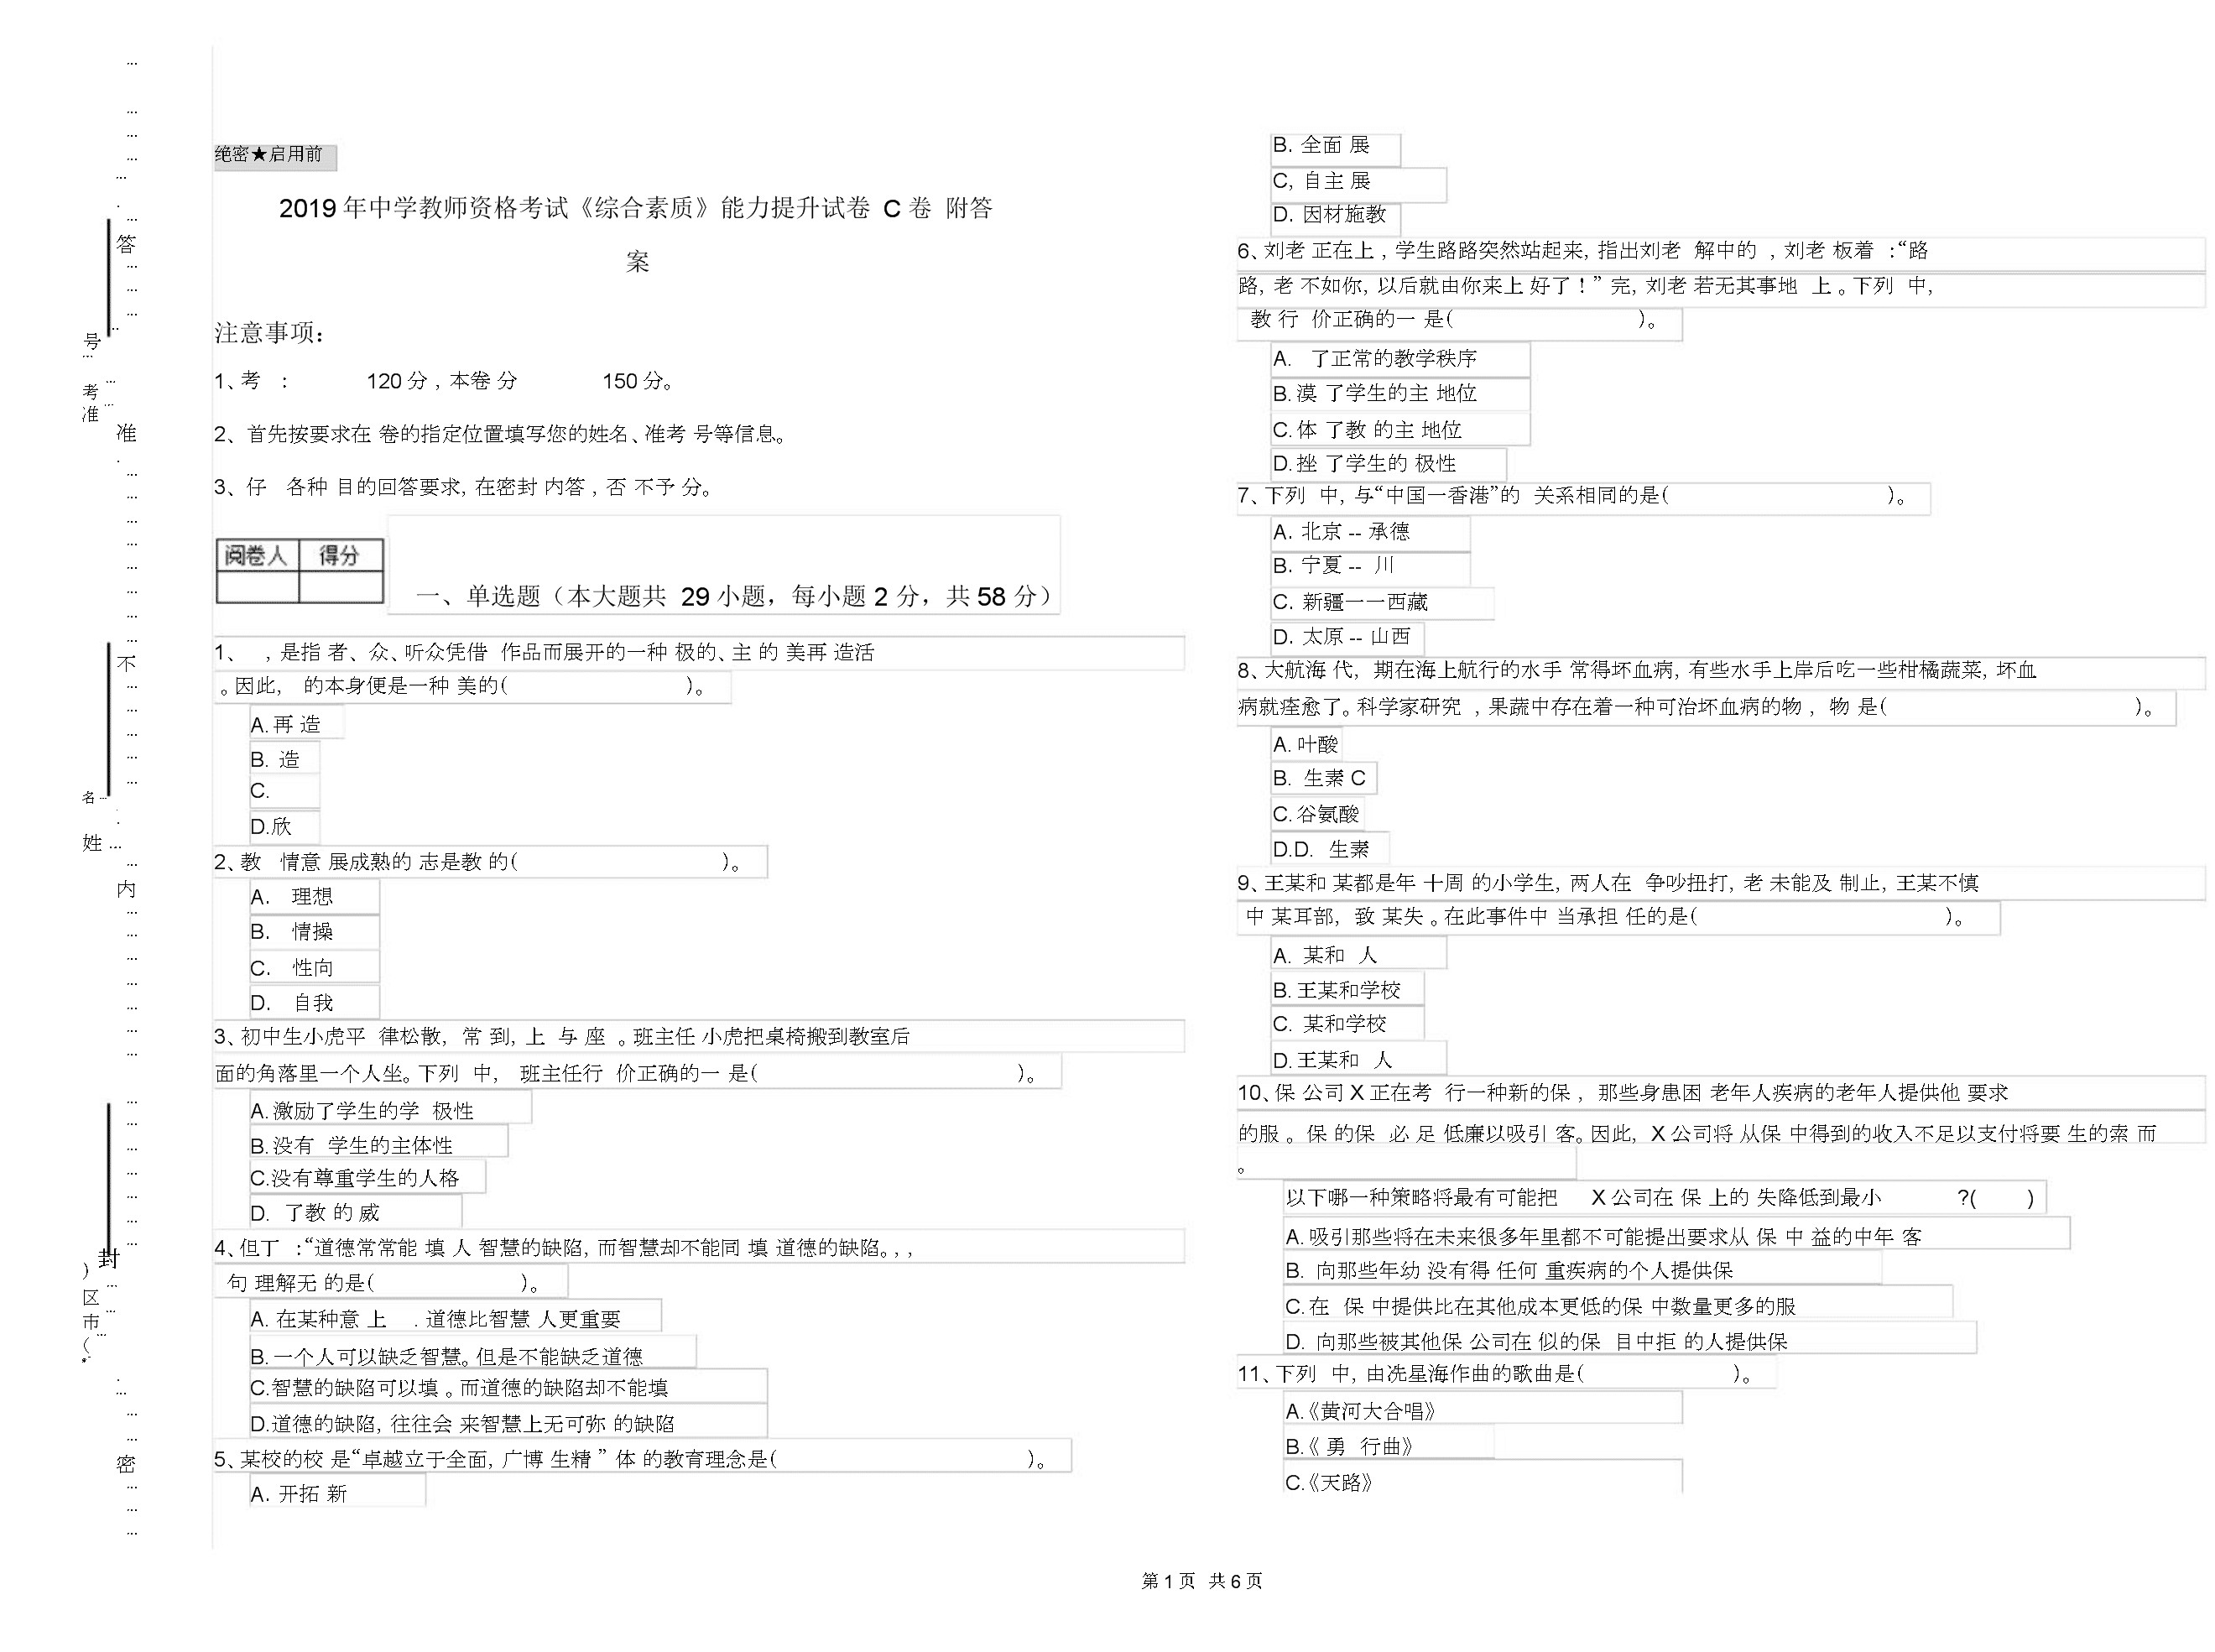 绝密★启用前
2019 年中学教师资格考试《综合素质》能力提升试卷 C 卷 附答
案
注意事项：
1、考 ： 120 分，本卷 分 150 分。
2、 首先按要求在 卷的指定位置填写您的姓名、准考 号等信息。
3、 仔 各种 目的回答要求，在密封 内答，否 不予 分。
阅卷人 得分
一、单选题（本大题共 29 小题，每小题 2 分，共 58 分）
1、 ，是指 者、 众、听众凭借 作品而展开的一种 极的、主 的 美再 造活
。因此， 的本身便是一种 美的( )。
A. 再 造
B. 造
C.
D.欣
2、教 情意 展成熟的 志是教 的( )。
A. 理想
B. 情操
C. 性向
D. 自我
3、初中生小虎平 律松散， 常 到，上 与 座 。班主任 小虎把桌椅搬到教室后
面的角落里一个人坐。下列 中， 班主任行 价正确的一 是( )。
A. 激励了学生的学 极性
B. 没有 学生的主体性
C.没有尊重学生的人格
D. 了教 的 威
4、但丁 ：“道德常常能 填 人 智慧的缺陷，而智慧却不能同 填 道德的缺陷。，，
句 理解无 的是( )。
A. 在某种意 上 . 道德比智慧 人更重要
B. 一个人可以缺乏智慧。但是不能缺乏道德
C.智慧的缺陷可以填 。而道德的缺陷却不能填
D.道德的缺陷，往往会 来智慧上无可弥 的缺陷
5、某校的校 是“卓越立于全面，广博 生精 ” 体 的教育理念是( )。
A. 开拓 新
B. 全面 展
C, 自主 展
D. 因材施教
6、刘老 正在上 ，学生路路突然站起来，指出刘老 解中的 ，刘老 板着 ：“路
路，老 不如你，以后就由你来上 好了！” 完，刘老 若无其事地 上 。下列 中，
教 行 价正确的一 是( )。
A. 了正常的教学秩序
B. 漠 了学生的主 地位
C. 体 了教 的主 地位
D. 挫 了学生的 极性
7、下列 中，与“中国一香港”的 关系相同的是( )。
A. 北京 -- 承德
B. 宁夏 -- 川
C. 新疆一一西藏
D. 太原 -- 山西
8、大航海 代， 期在海上航行的水手 常得坏血病，有些水手上岸后吃一些柑橘蔬菜，坏血
病就痊愈了。科学家研究 ，果蔬中存在着一种可治坏血病的物 ， 物 是( )。
A. 叶酸
B. 生素 C
C. 谷氨酸
D.D. 生素
9、王某和 某都是年 十周 的小学生，两人在 争吵扭打，老 未能及 制止，王某不慎
中 某耳部， 致 某失 。在此事件中 当承担 任的是( )。
A. 某和 人
B. 王某和学校
C. 某和学校
D. 王某和 人
10、保 公司 X 正在考 行一种新的保 ， 那些身患困 老年人疾病的老年人提供他 要求
的服 。 保 的保 必 足 低廉以吸引 客。因此， X 公司将 从保 中得到的收入不足以支付将要 生的索 而
。
以下哪一种策略将最有可能把 X 公司在 保 上的 失降低到最小 ?( )
A. 吸引那些将在未来很多年里都不可能提出要求从 保 中 益的中年 客
B. 向那些年幼 没有得 任何 重疾病的个人提供保
C. 在 保 中提供比在其他成本更低的保 中数量更多的服
D. 向那些被其他保 公司在 似的保 目中拒 的人提供保
11、下列 中，由冼星海作曲的歌曲是( )。
A.《黄河大合唱》
B.《 勇 行曲》
C.《天路》
答
准
不
内
封
密
号
考
准
名
姓
）
区
市
（
第 1 页 共 6 页